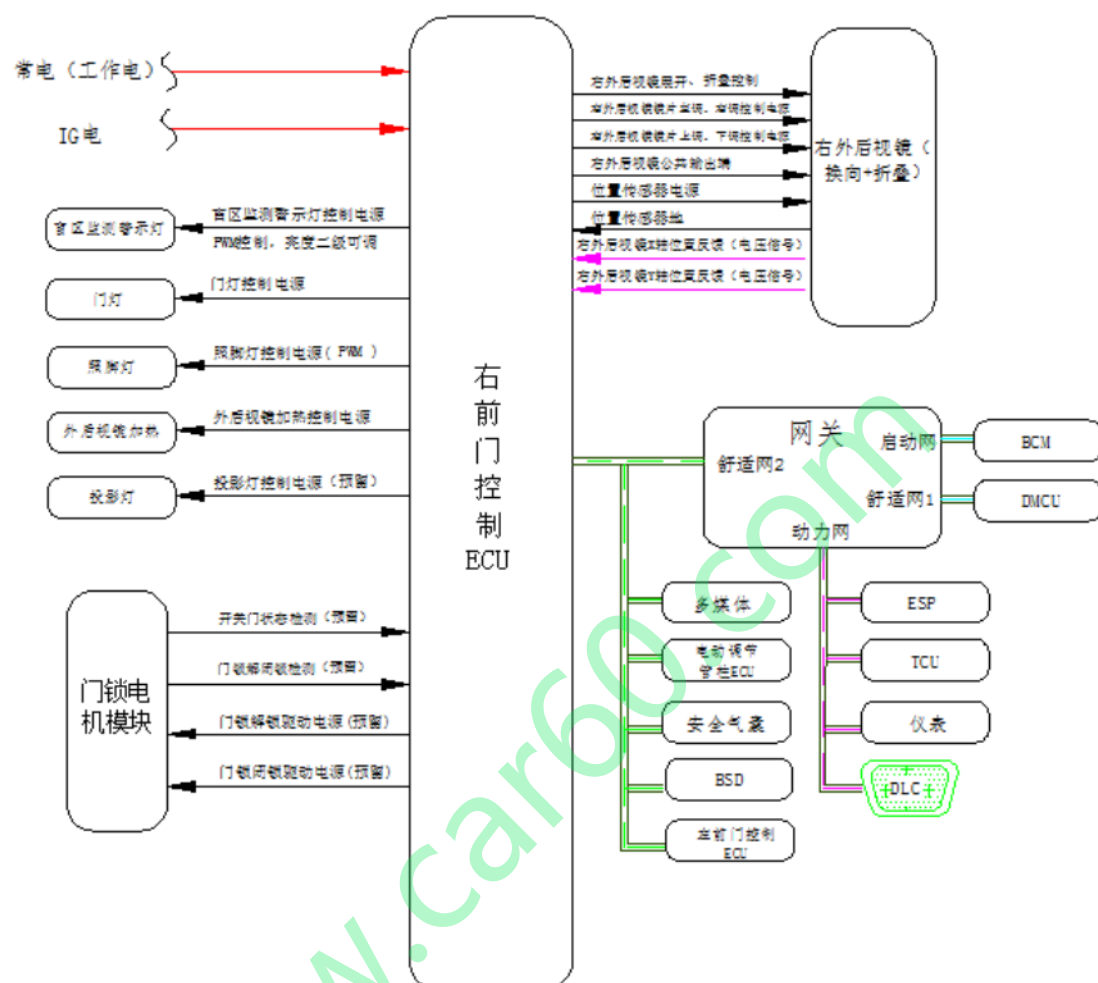 常电（工作电）
IG电
盲区监测警示灯
盲区监测警示灯控制电源
PWM控制，亮度二级可调
门灯
门灯控制电源
照脚灯
照脚灯控制电源( PWM )
外后视镜加热
外后视镜加热控制电源
投影灯
投影灯控制电源（预留）
门锁电
机模块
开关门状态检测（预留）
门锁解闭锁检测（预留）
门锁解锁驱动电源(预留)
门锁闭锁驱动电源(预留)
右
前
门
控
制
ECU
右外后视镜展开、折叠控制
右外后视镜镜片左调、右调控制电源
右外后视镜镜片上调、下调控制电源
右外后视镜公共输出端
位置传感器电源
位置传感器地
右外后视镜X轴位置反馈（电压信号）
右外后视镜Y轴位置反馈（电压信号）
右外后视镜（
换向+折叠）
网关
舒适网2
启动网
舒适网1
动力网
BCM
DMCU
多媒体
电动调节
管柱ECU
安全气囊
BSD
左前门控制
ECU
ESP
TCU
仪表
DLC
w.car60.com